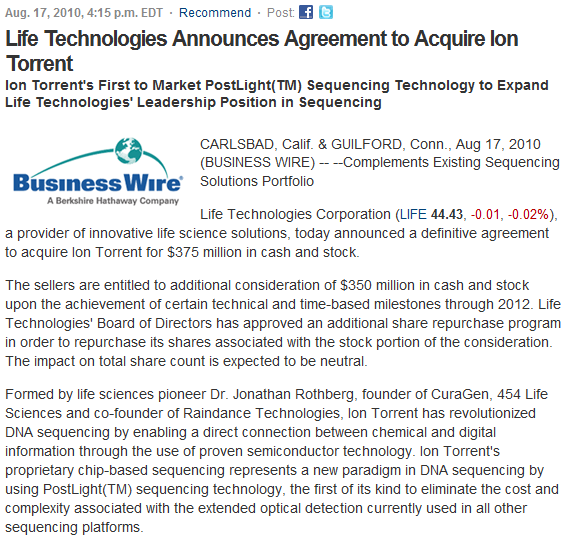 Aug. 17, 2010, 4:15 p.m. EDT · Recommend · Post:
Life Technologies Announces Agreement to Acquire Ion
Torrent
Ion Torrent's First to Market PostLight(TM) Sequencing Technology to Expand
Life Technologies' Leadership Position in Sequencing
Business Wire
A Berkshire Hathaway Company
CARLSBAD, Calif. & GUILFORD, Conn., Aug 17, 2010
(BUSINESS WIRE) -- --Complements Existing Sequencing
Solutions Portfolio
Life Technologies Corporation (LIFE 44.43, -0.01, -0.02%),
a provider of innovative life science solutions, today announced a definitive agreement
to acquire Ion Torrent for $375 million in cash and stock.
The sellers are entitled to additional consideration of $350 million in cash and stock
upon the achievement of certain technical and time-based milestones through 2012. Life
Technologies' Board of Directors has approved an additional share repurchase program
in order to repurchase its shares associated with the stock portion of the consideration.
The impact on total share count is expected to be neutral.
Formed by life sciences pioneer Dr. Jonathan Rothberg, founder of CuraGen, 454 Life
Sciences and co-founder of Raindance Technologies, Ion Torrent has revolutionized
DNA sequencing by enabling a direct connection between chemical and digital
information through the use of proven semiconductor technology. Ion Torrent's
proprietary chip-based sequencing represents a new paradigm in DNA sequencing by
using PostLight(TM) sequencing technology, the first of its kind to eliminate the cost and
complexity associated with the extended optical detection currently used in all other
sequencing platforms.